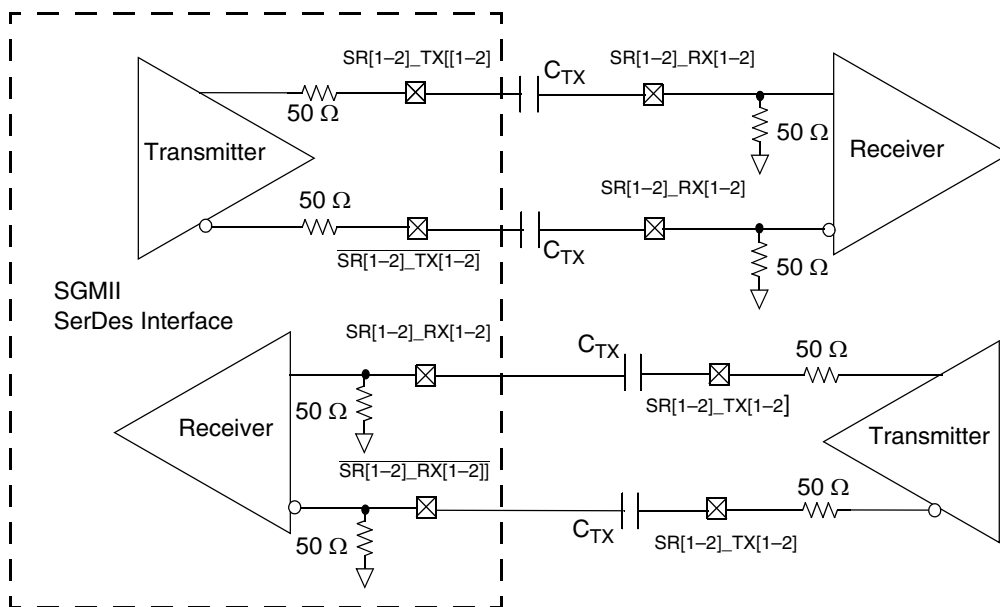 SR[1–2]_TX[[1–2]
C_TX
SR[1–2]_RX[1–2]
50 Ω
50 Ω
Transmitter
Receiver
SR[1–2]_RX[1–2]
50 Ω
C_TX
SR[1–2]_TX[1–2]
50 Ω
SGMII
SerDes Interface
SR[1–2]_RX[1–2]
C_TX
50 Ω
50 Ω
SR[1–2]_TX[1–2]
Receiver
Transmitter
SR[1–2]_RX[1–2]]
50 Ω
C_TX
50 Ω
SR[1–2]_TX[1–2]